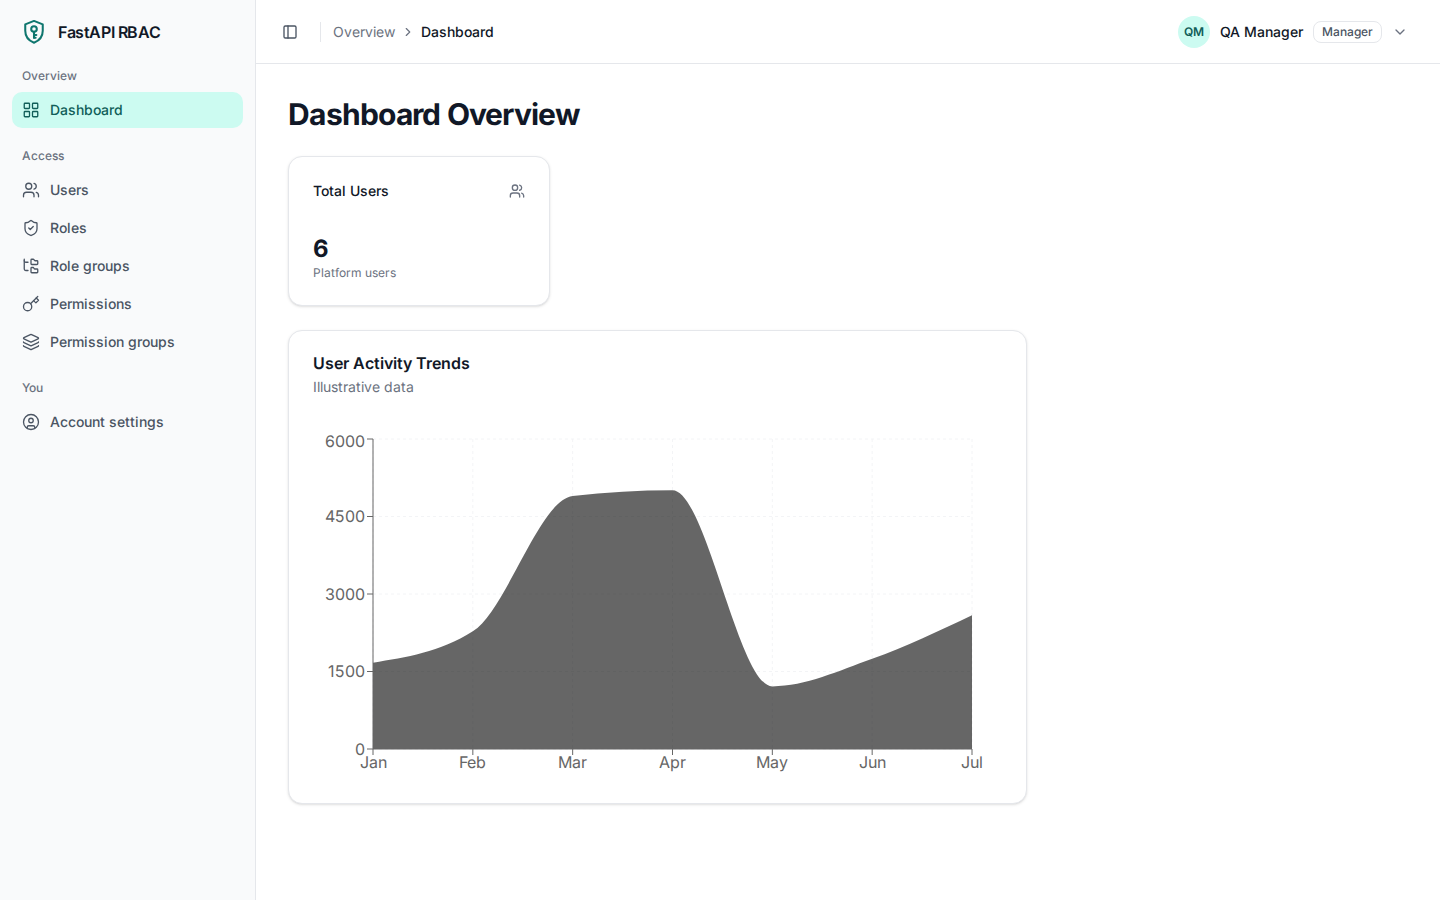 FastAPI RBAC
Overview
Dashboard
Access
Users
Roles
Role groups
Permissions
Permission groups
You
Account settings
Overview > Dashboard
QM QA Manager Manager
Dashboard Overview
Total Users
6
Platform users
User Activity Trends
Illustrative data
6000
4500
3000
1500
0
Jan Feb Mar Apr May Jun Jul